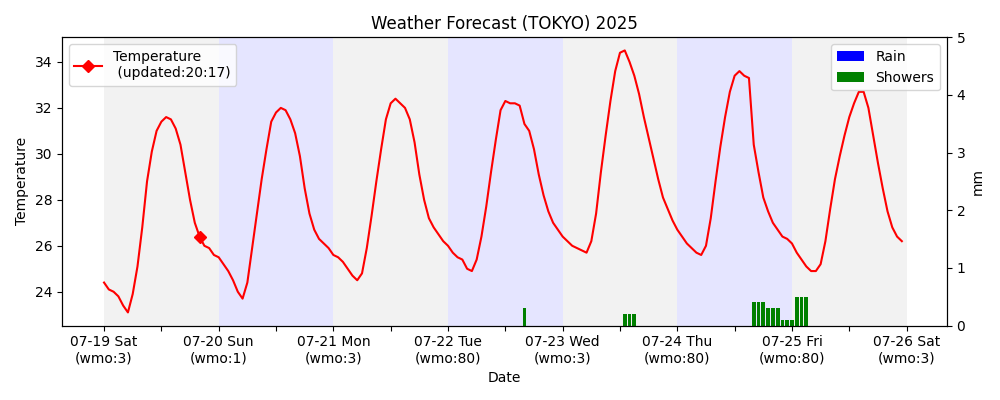 Weather Forecast (TOKYO) 2025
Temperature
(updated:20:17)
Rain
Showers
Temperature
34
32
30
28
26
24
5
4
3
2
1
0
mm
07-19 Sat 07-20 Sun 07-21 Mon 07-22 Tue 07-23 Wed 07-24 Thu 07-25 Fri 07-26 Sat
(wmo:3) (wmo:1) (wmo:3) (wmo:80) (wmo:3) (wmo:80) (wmo:80) (wmo:3)
Date